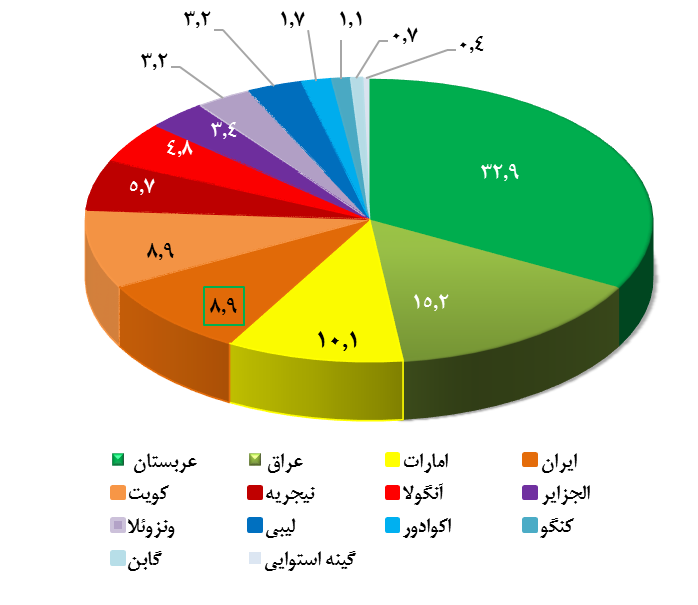 ۳,۲
۱,۷
۱,۱
۰,۷
۰,۴
۳,۲
۳,۴
۴,۸
۳۲,۹
۵,۷
۸,۹
۸,۹
۱۵,۲
۱۰,۱
عربستان
عراق
امارات
ایران
کویت
نیجریه
آنگولا
الجزایر
ونزوئلا
لیبی
اکوادور
کنگو
گابن
گینه استوایی